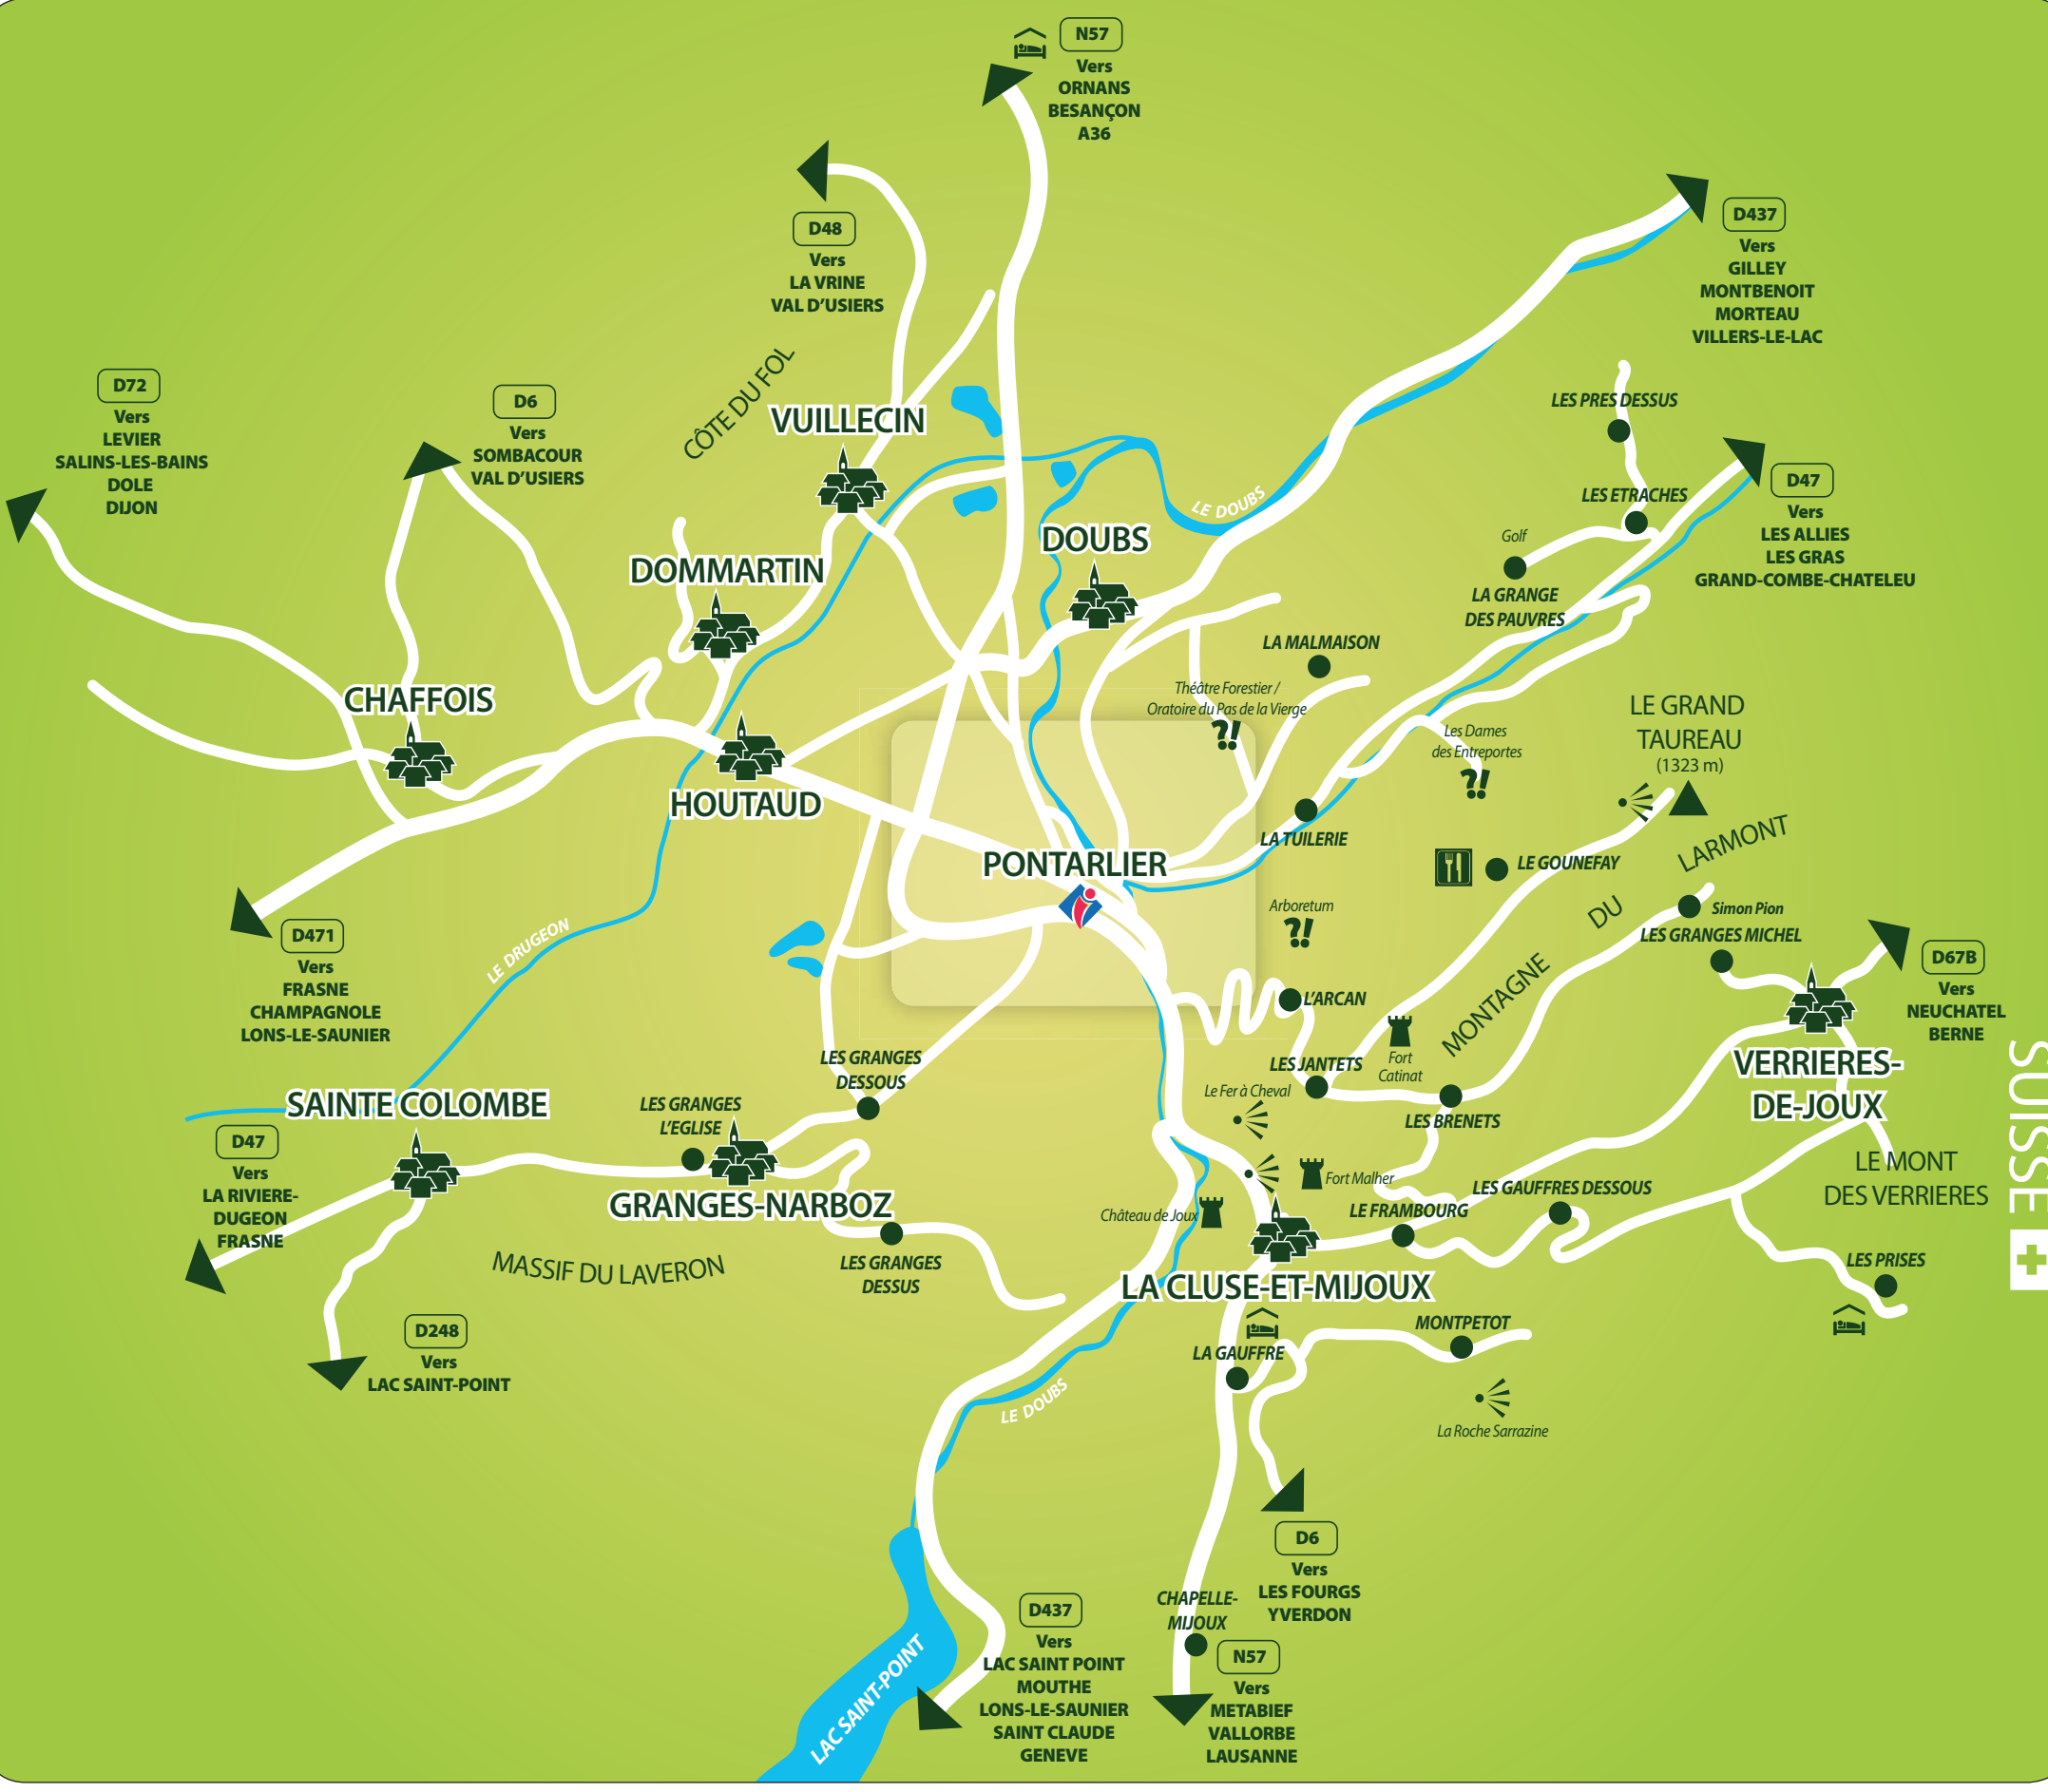 N57
Vers
ORNANS
BESANÇON
A36
D48
Vers
LA VRINE
VAL D'USIERS
D437
Vers
GILLEY
MONTBENOIT
MORTEAU
VILLERS-LE-LAC
D72
Vers
LEVIER
SALINS-LES-BAINS
DOLE
DIJON
D6
Vers
SOMBACOUR
VAL D'USIERS
CÔTE DU FOL
VUILLECIN
LES PRES DESSUS
LES ETRACHES
D47
Vers
LES ALLIES
LES GRAS
GRAND-COMBE-CHATELEU
LE DOUBS
DOUBS
Golf
LA GRANGE
DES PAUVRES
DOMMARTIN
LA MALMAISON
CHAFFOIS
Théâtre Forestier /
Oratoire du Pas de la Vierge
?!
Les Dames
des Entreportes
?!
LE GRAND
TAUREAU
(1323 m)
HOUTAUD
LA TUILERIE
PONTARLIER
LE GOUNEFAY
MONTAGNE DU LARMONT
Arboretum
?!
Simon Pion
LES GRANGES MICHEL
D471
Vers
FRASNE
CHAMPAGNOLE
LONS-LE-SAUNIER
LE DRUGEON
D67B
Vers
NEUCHATEL
BERNE
L'ARCAN
LES JANTETS
Fort
Catinat
LES GRANGES
DESSOUS
Le Fer à Cheval
LES BRENETS
VERRIERES-
DE-JOUX
SUISSE
SAINTE COLOMBE
LES GRANGES
L'EGLISE
D47
Vers
LA RIVIERE-
DUGEON
FRASNE
GRANGES-NARBOZ
Fort Malher
Château de Joux
LE FRAMBOURG
LES GAUFFRES DESSOUS
LE MONT
DES VERRIERES
LES GRANGES
DESSUS
MASSIF DU LAVERON
LA CLUSE-ET-MIJOUX
LES PRISES
D248
Vers
LAC SAINT-POINT
LA GAUFFRE
MONTPETOT
LE DOUBS
La Roche Sarrazine
D6
Vers
LES FOURGS
YVERDON
CHAPELLE-
MIJOUX
D437
Vers
LAC SAINT POINT
MOUTHE
LONS-LE-SAUNIER
SAINT CLAUDE
GENEVE
N57
Vers
METABIEF
VALLORBE
LAUSANNE
LAC SAINT-POINT